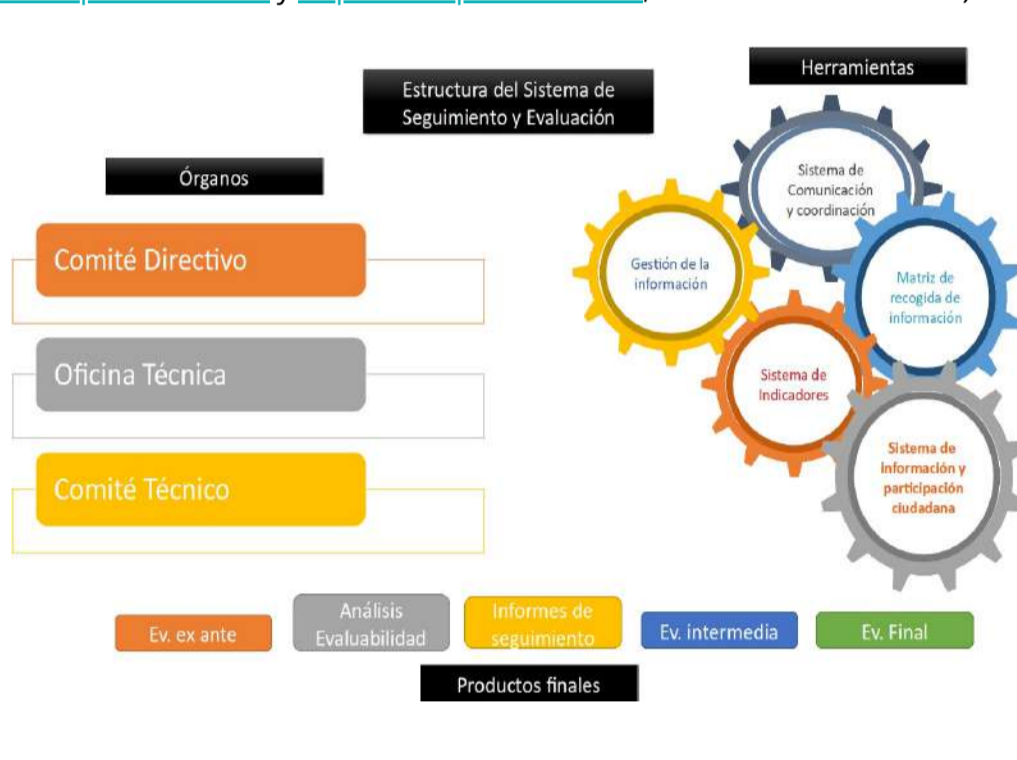 y
Herramientas
Estructura del Sistema de
Seguimiento y Evaluación
Órganos
Comité Directivo
Oficina Técnica
Comité Técnico
Sistema de
Comunicación
y coordinación
Gestión de la
información
Matriz de
recogida de
información
Sistema de
Indicadores
Sistema de
información y
participación
ciudadana
Ev. ex ante
Análisis
Evaluabilidad
Informes de
seguimiento
Ev. intermedia
Ev. Final
Productos finales